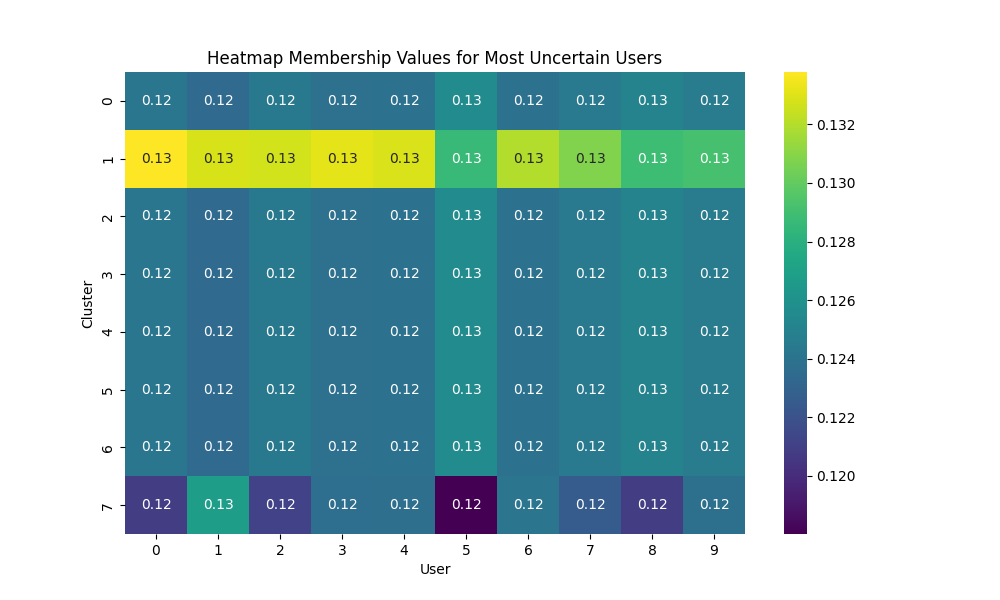 Heatmap Membership Values for Most Uncertain Users
0 0.12 0.12 0.12 0.12 0.12 0.13 0.12 0.12 0.13 0.12
1 0.13 0.13 0.13 0.13 0.13 0.13 0.13 0.13 0.13 0.13
2 0.12 0.12 0.12 0.12 0.12 0.13 0.12 0.12 0.13 0.12
3 0.12 0.12 0.12 0.12 0.12 0.13 0.12 0.12 0.13 0.12
4 0.12 0.12 0.12 0.12 0.12 0.13 0.12 0.12 0.13 0.12
5 0.12 0.12 0.12 0.12 0.12 0.13 0.12 0.12 0.13 0.12
6 0.12 0.12 0.12 0.12 0.12 0.13 0.12 0.12 0.13 0.12
7 0.12 0.13 0.12 0.12 0.12 0.12 0.12 0.12 0.12 0.12
0 1 2 3 4 5 6 7 8 9
User
Cluster
0.132
0.130
0.128
0.126
0.124
0.122
0.120